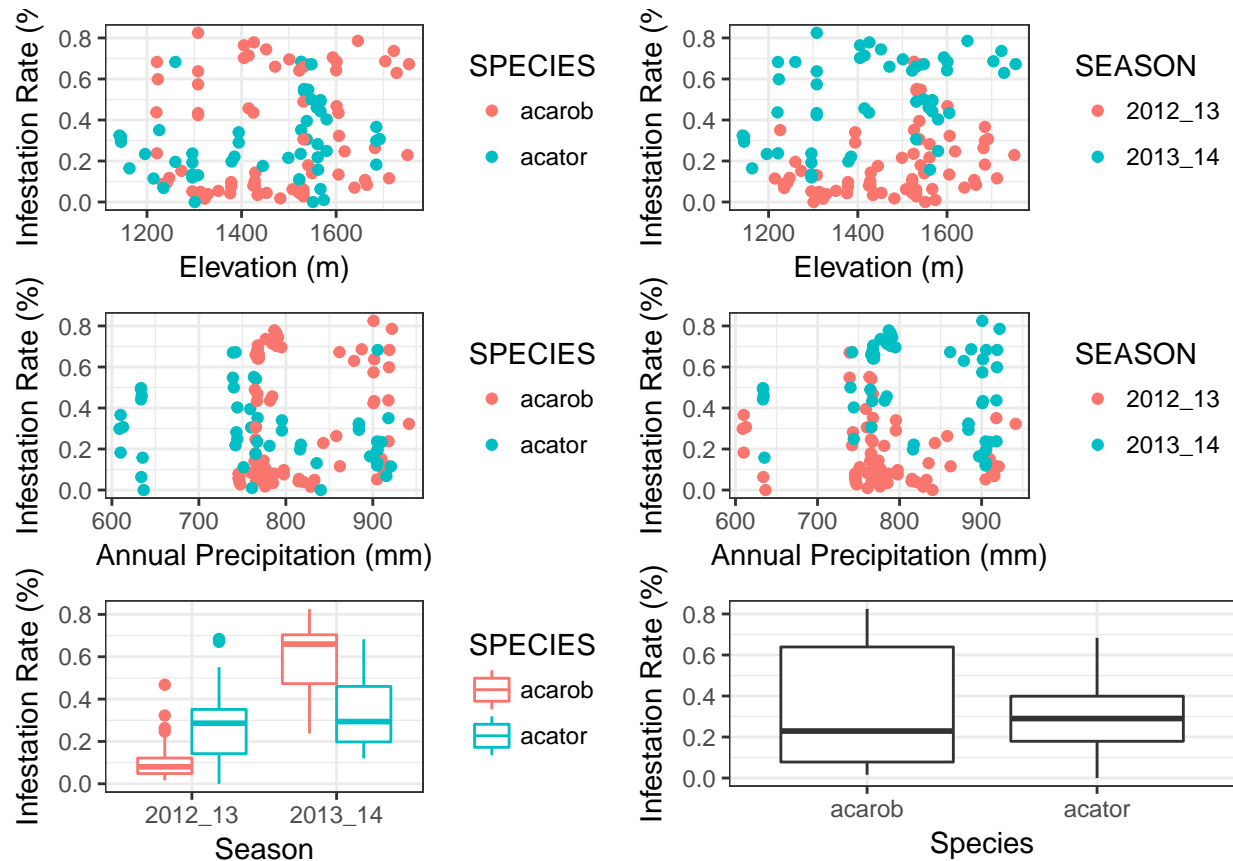 Infestation Rate (%
0.8
0.6
0.4
0.2
0.0
1200 1400 1600
Elevation (m)
SPECIES
acarob
acator
Infestation Rate (%
0.8
0.6
0.4
0.2
0.0
1200 1400 1600
Elevation (m)
SEASON
2012_13
2013_14
Infestation Rate (%)
0.8
0.6
0.4
0.2
0.0
600 700 800 900
Annual Precipitation (mm)
SPECIES
acarob
acator
Infestation Rate (%)
0.8
0.6
0.4
0.2
0.0
600 700 800 900
Annual Precipitation (mm)
SEASON
2012_13
2013_14
Infestation Rate (%)
0.8
0.6
0.4
0.2
0.0
2012_13 2013_14
Season
SPECIES
acarob
acator
Infestation Rate (%)
0.8
0.6
0.4
0.2
0.0
acarob acator
Species